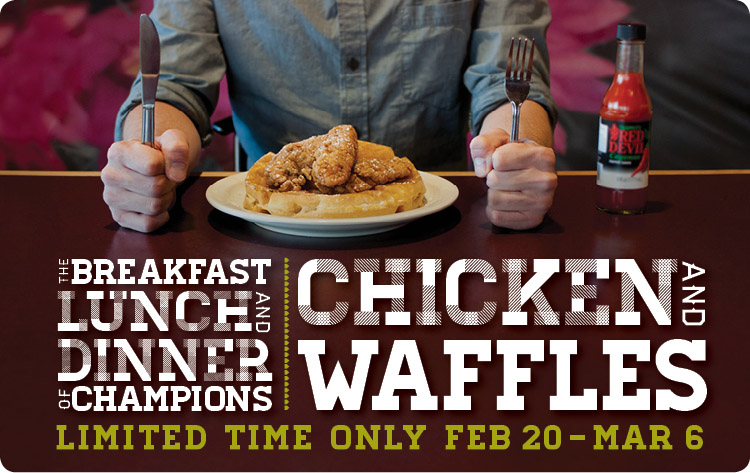 RED
DEVIL
THE BREAKFAST
LUNCH AND
DINNER
OF CHAMPIONS
CHICKEN AND
WAFFLES
LIMITED TIME ONLY FEB 20 – MAR 6